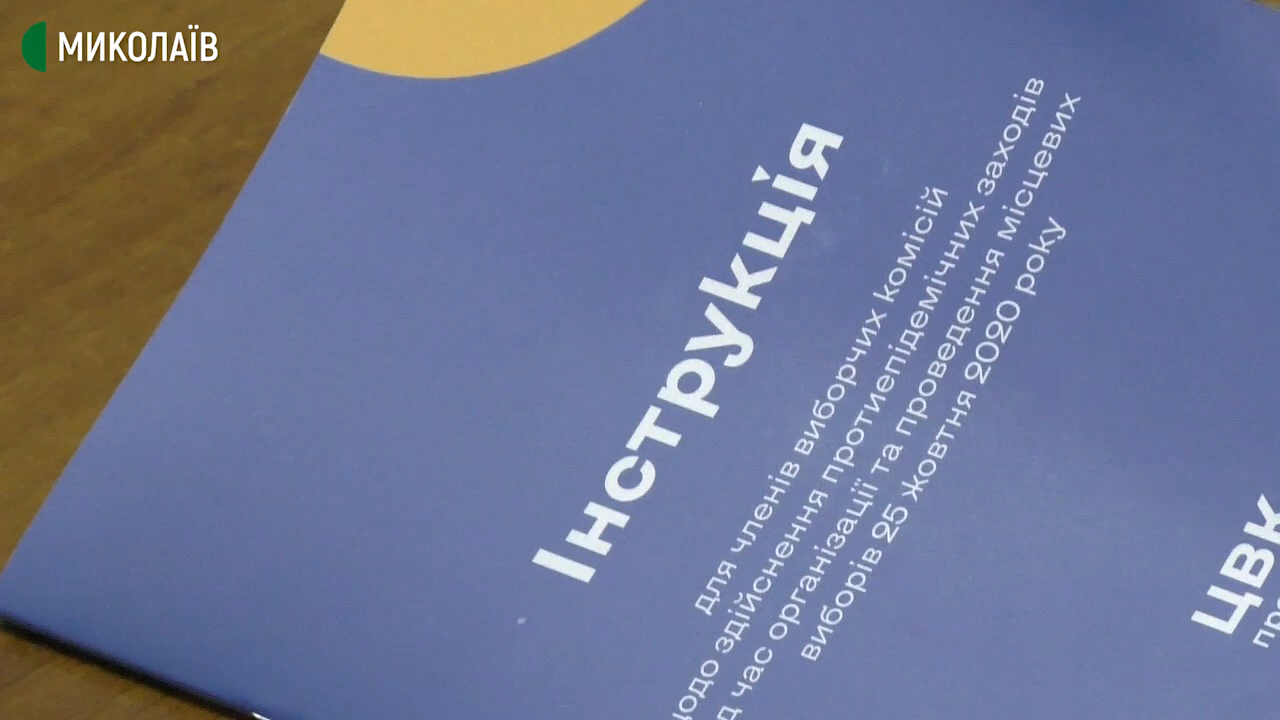 МИКОЛАЇВ
Інструкція
для членів виборчих комісій
здійснення протиепідемічних заходів
час організації та проведення місцевих
виборів 25 жовтня 2020 року
ЦВК